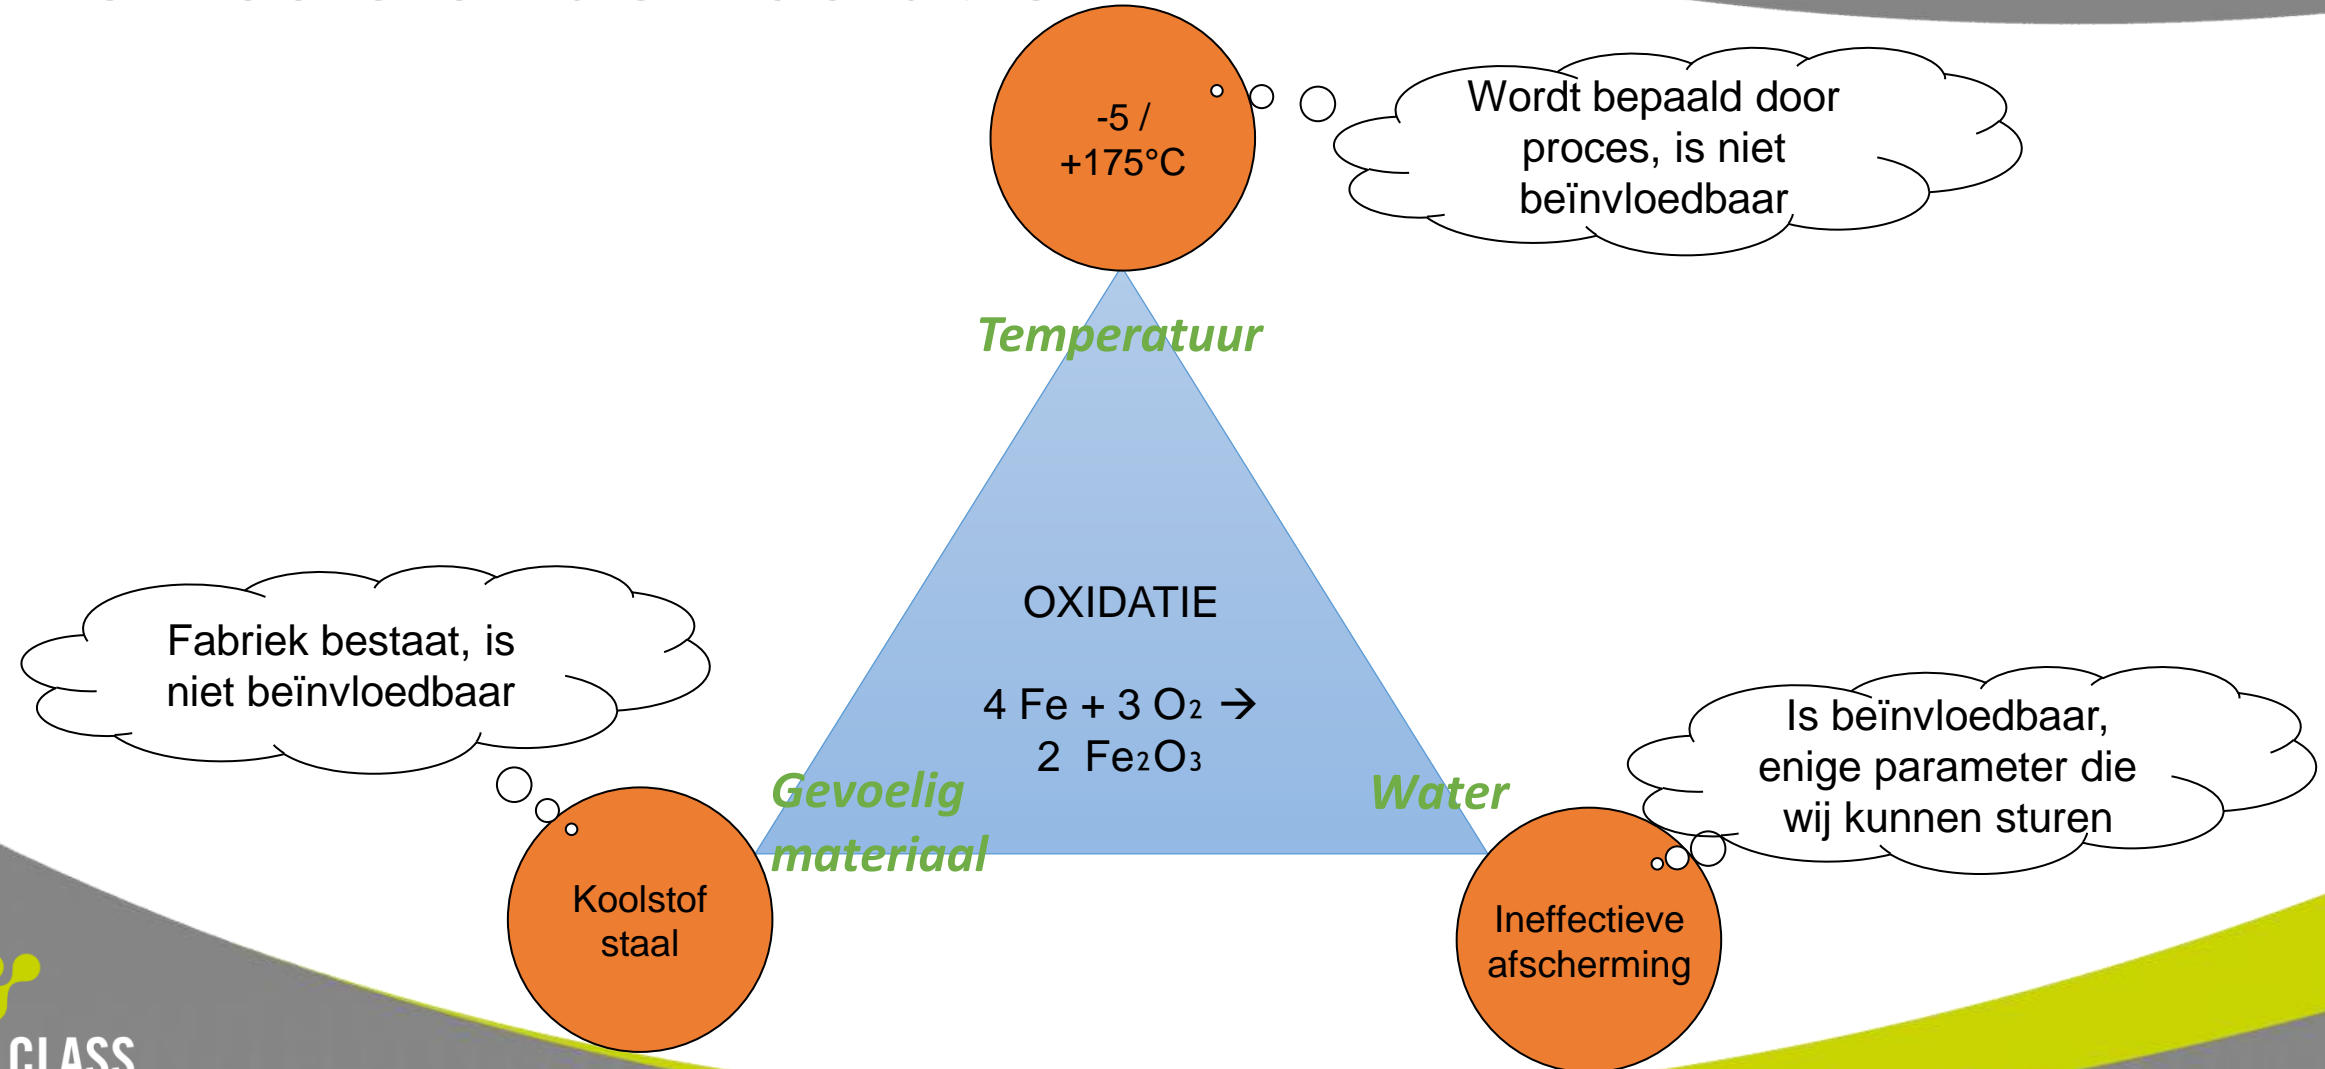 -5 /
+175°C
Wordt bepaald door
proces, is niet
beïnvloedbaar
Temperatuur
OXIDATIE
4 Fe + 3 O₂ →
2 Fe₂O₃
Fabriek bestaat, is
niet beïnvloedbaar
Gevoelig
materiaal
Water
Is beïnvloedbaar,
enige parameter die
wij kunnen sturen
Koolstof
staal
Ineffectieve
afscherming
CLASS